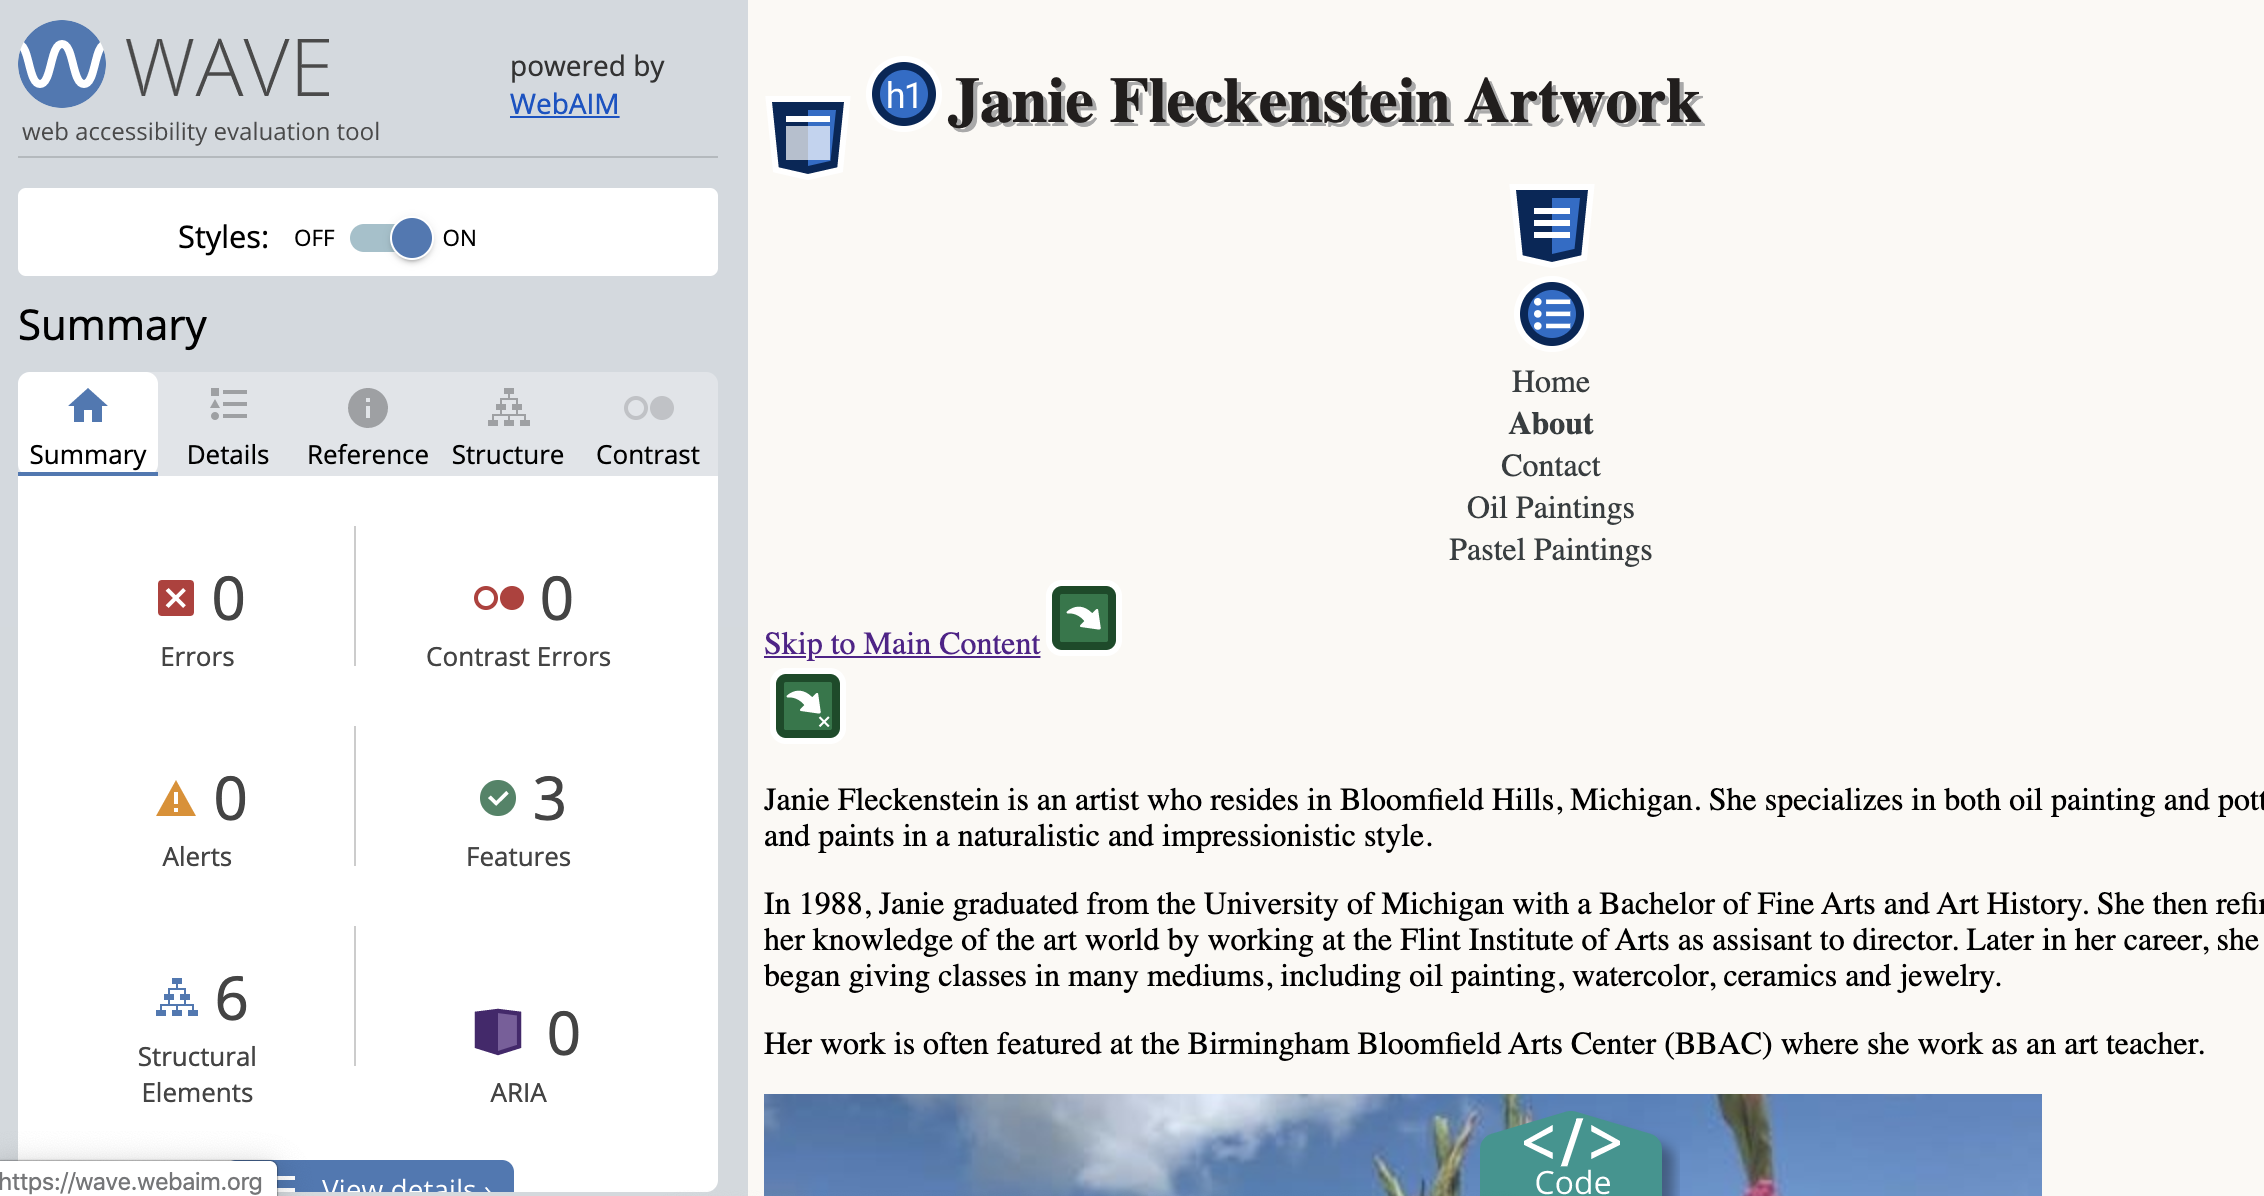 WAVE
powered by
WebAIM
web accessibility evaluation tool
Styles: OFF ON
Summary
Summary Details Reference Structure Contrast
0 0
Errors Contrast Errors
0 3
Alerts Features
6 0
Structural
Elements
ARIA
View details ›
https://wave.webaim.org
h1 Janie Fleckenstein Artwork
Home
About
Contact
Oil Paintings
Pastel Paintings
Skip to Main Content
Janie Fleckenstein is an artist who resides in Bloomfield Hills, Michigan. She specializes in both oil painting and
and paints in a naturalistic and impressionistic style.
In 1988, Janie graduated from the University of Michigan with a Bachelor of Fine Arts and Art History. She then
her knowledge of the art world by working at the Flint Institute of Arts as assisant to director. Later in her career, she
began giving classes in many mediums, including oil painting, watercolor, ceramics and jewelry.
Her work is often featured at the Birmingham Bloomfield Arts Center (BBAC) where she work as an art teacher.
</> Code